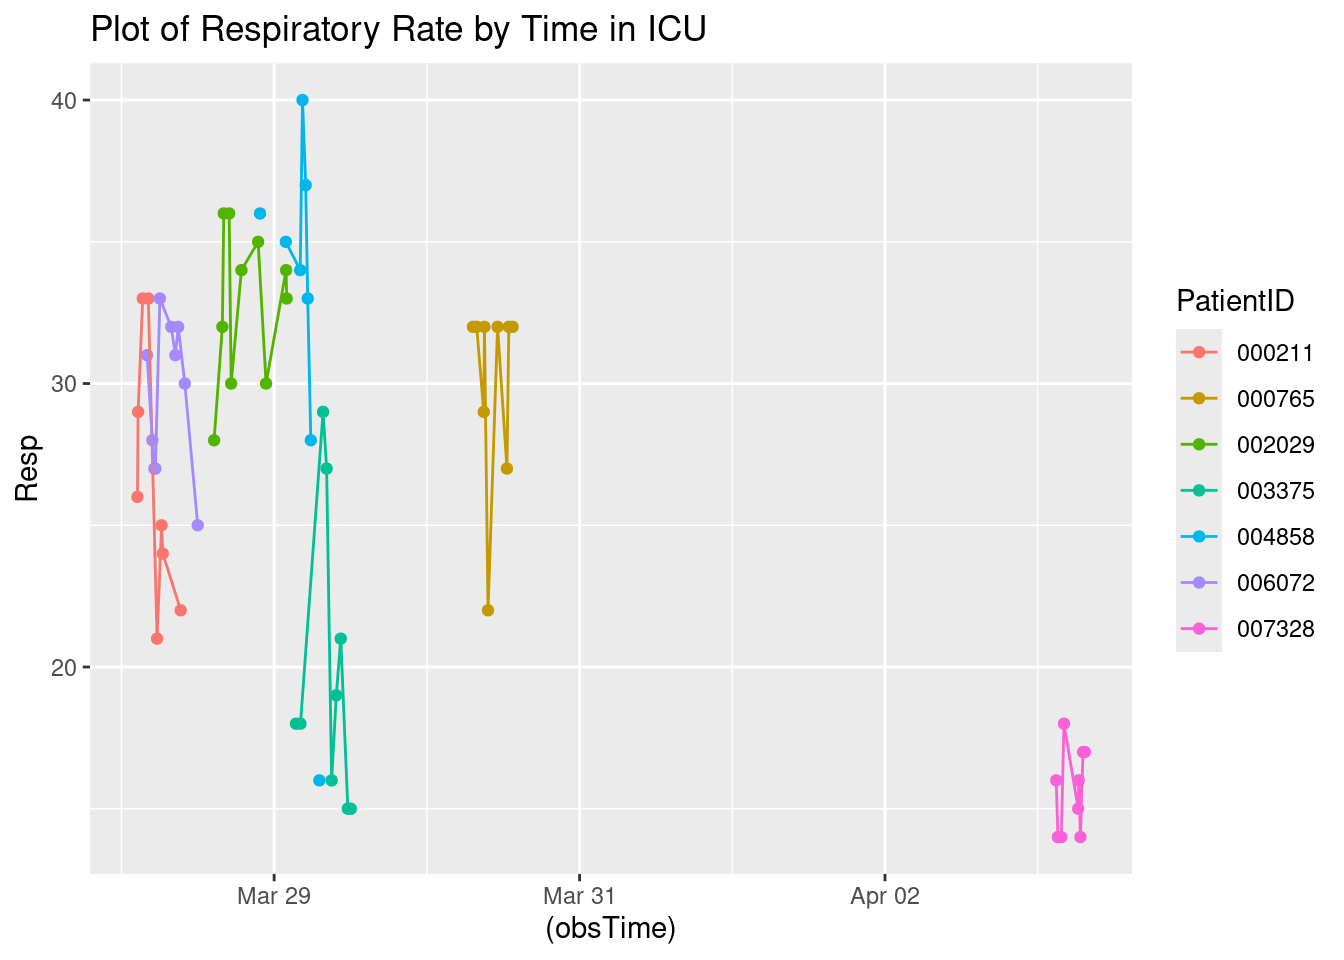 Plot of Respiratory Rate by Time in ICU
40
30
20
Resp
Mar 29
Mar 31
Apr 02
(obsTime)
PatientID
000211
000765
002029
003375
004858
006072
007328